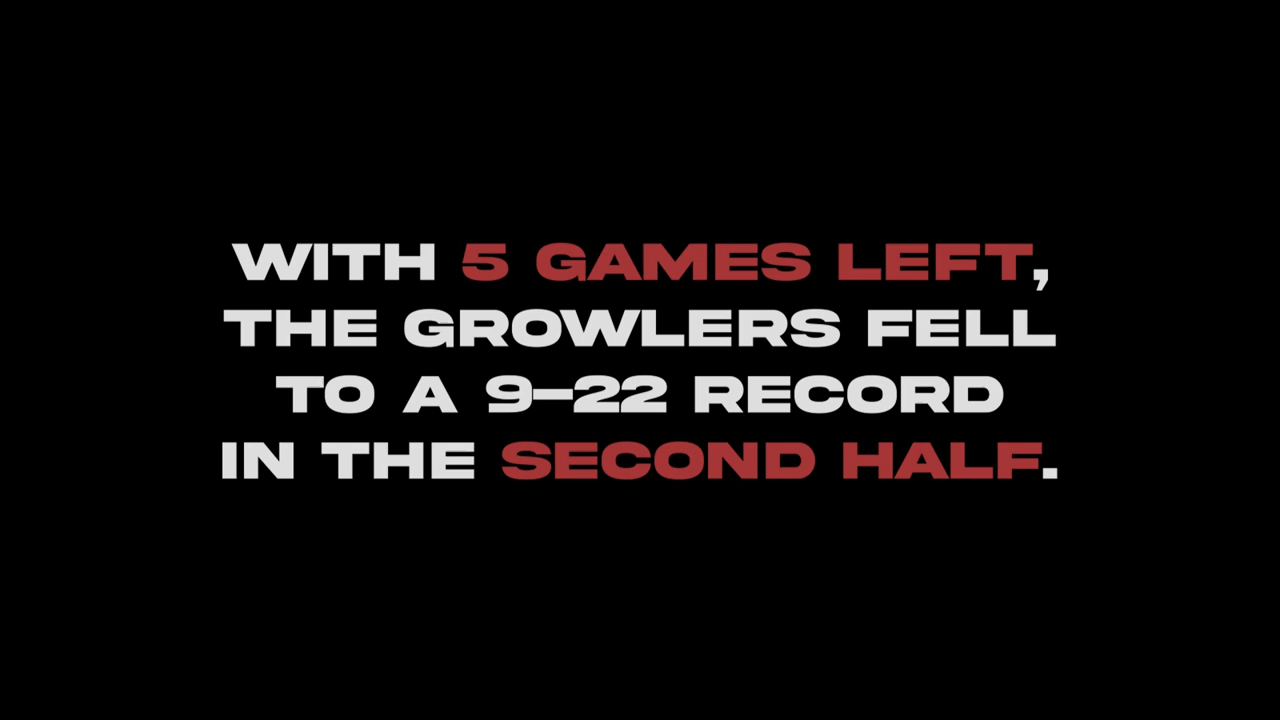 WITH 5 GAMES LEFT,
THE GROWLERS FELL
TO A 9–22 RECORD
IN THE SECOND HALF.